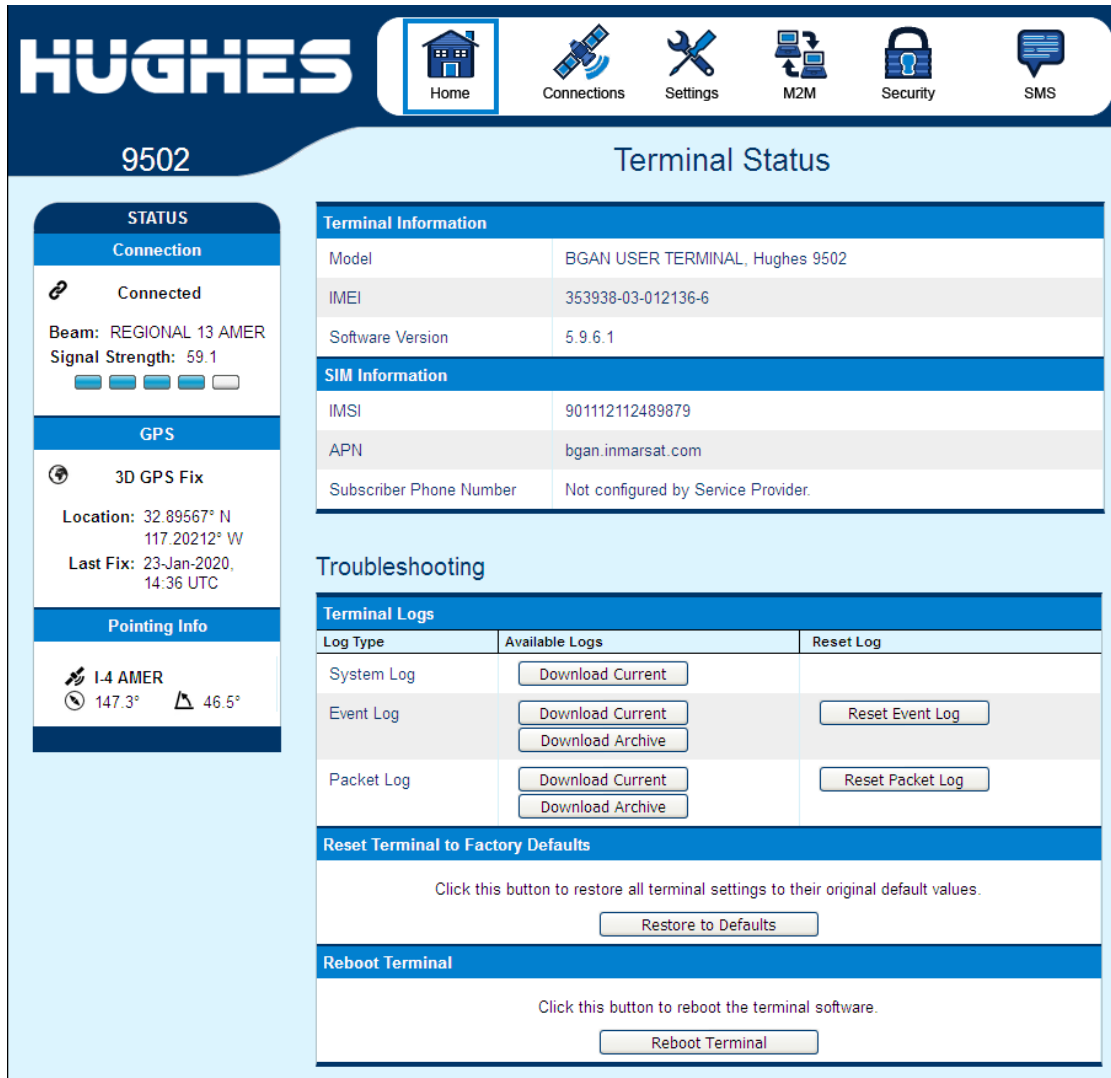 HUGHES
Home
Connections
Settings
M2M
Security
SMS
9502
Terminal Status
STATUS
Connection
Connected
Beam: REGIONAL 13 AMER
Signal Strength: 59.1
GPS
3D GPS Fix
Location: 32.89567° N
117.20212° W
Last Fix: 23-Jan-2020,
14:36 UTC
Pointing Info
I-4 AMER
147.3° 46.5°
Terminal Information
Model BGAN USER TERMINAL, Hughes 9502
IMEI 353938-03-012136-6
Software Version 5.9.6.1
SIM Information
IMSI 901112112489879
APN bgan.inmarsat.com
Subscriber Phone Number Not configured by Service Provider.
Troubleshooting
Terminal Logs
Log Type Available Logs Reset Log
System Log Download Current
Event Log Download Current Reset Event Log
Download Archive
Packet Log Download Current Reset Packet Log
Download Archive
Reset Terminal to Factory Defaults
Click this button to restore all terminal settings to their original default values.
Restore to Defaults
Reboot Terminal
Click this button to reboot the terminal software.
Reboot Terminal